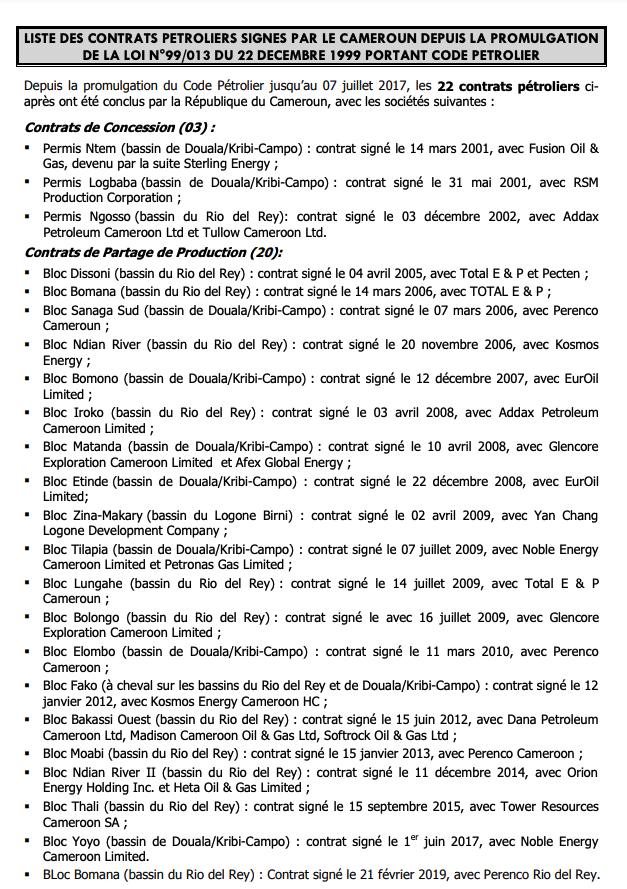 LISTE DES CONTRATS PETROLIERS SIGNES PAR LE CAMEROUN DEPUIS LA PROMULGATION
DE LA LOI N°99/013 DU 22 DECEMBRE 1999 PORTANT CODE PETROLIER
Depuis la promulgation du Code Pétrolier jusqu'au 07 juillet 2017, les 22 contrats pétroliers ci-
après ont été conclus par la République du Cameroun, avec les sociétés suivantes :
Contrats de Concession (03) :
▪ Permis Ntem (bassin de Douala/Kribi-Campo) : contrat signé le 14 mars 2001, avec Fusion Oil &
Gas, devenu par la suite Sterling Energy ;
▪ Permis Logbaba (bassin de Douala/Kribi-Campo) : contrat signé le 31 mai 2001, avec RSM
Production Corporation ;
▪ Permis Ngosso (bassin du Rio del Rey): contrat signé le 03 décembre 2002, avec Addax
Petroleum Cameroon Ltd et Tullow Cameroon Ltd.
Contrats de Partage de Production (20):
▪ Bloc Dissoni (bassin du Rio del Rey) : contrat signé le 04 avril 2005, avec Total E & P et Pecten ;
▪ Bloc Bomana (bassin du Rio del Rey) : contrat signé le 14 mars 2006, avec TOTAL E & P ;
▪ Bloc Sanaga Sud (bassin de Douala/Kribi-Campo) : contrat signé le 07 mars 2006, avec Perenco
Cameroun ;
▪ Bloc Ndian River (bassin du Rio del Rey) : contrat signé le 20 novembre 2006, avec Kosmos
Energy ;
▪ Bloc Bomono (bassin de Douala/Kribi-Campo) : contrat signé le 12 décembre 2007, avec EurOil
Limited ;
▪ Bloc Iroko (bassin du Rio del Rey) : contrat signé le 03 avril 2008, avec Addax Petroleum
Cameroon Limited ;
▪ Bloc Matanda (bassin de Douala/Kribi-Campo) : contrat signé le 10 avril 2008, avec Glencore
Exploration Cameroon Limited et Afex Global Energy ;
▪ Bloc Etinde (bassin de Douala/Kribi-Campo) : contrat signé le 22 décembre 2008, avec EurOil
Limited;
▪ Bloc Zina-Makary (bassin du Logone Birni) : contrat signé le 02 avril 2009, avec Yan Chang
Logone Development Company ;
▪ Bloc Tilapia (bassin de Douala/Kribi-Campo) : contrat signé le 07 juillet 2009, avec Noble Energy
Cameroon Limited et Petronas Gas Limited ;
▪ Bloc Lungahe (bassin du Rio del Rey) : contrat signé le 14 juillet 2009, avec Total E & P
Cameroun ;
▪ Bloc Bolongo (bassin du Rio del Rey) : contrat signé le avec 16 juillet 2009, avec Glencore
Exploration Cameroon Limited ;
▪ Bloc Elombo (bassin de Douala/Kribi-Campo) : contrat signé le 11 mars 2010, avec Perenco
Cameroon ;
▪ Bloc Fako (à cheval sur les bassins du Rio del Rey et de Douala/Kribi-Campo) : contrat signé le 12
janvier 2012, avec Kosmos Energy Cameroon HC ;
▪ Bloc Bakassi Ouest (bassin du Rio del Rey) : contrat signé le 15 juin 2012, avec Dana Petroleum
Cameroon Ltd, Madison Cameroon Oil & Gas Ltd, Softrock Oil & Gas Ltd ;
▪ Bloc Moabi (bassin du Rio del Rey) : contrat signé le 15 janvier 2013, avec Perenco Cameroon ;
▪ Bloc Ndian River II (bassin du Rio del Rey) : contrat signé le 11 décembre 2014, avec Orion
Energy Holding Inc. et Heta Oil & Gas Limited ;
▪ Bloc Thali (bassin du Rio del Rey) : contrat signé le 15 septembre 2015, avec Tower Resources
Cameroon SA ;
▪ Bloc Yoyo (bassin de Douala/Kribi-Campo) : contrat signé le 1er juin 2017, avec Noble Energy
Cameroon Limited.
▪ BLoc Bomana (bassin du Rio del Rey) : Contrat signé le 21 février 2019, avec Perenco Rio del Rey.